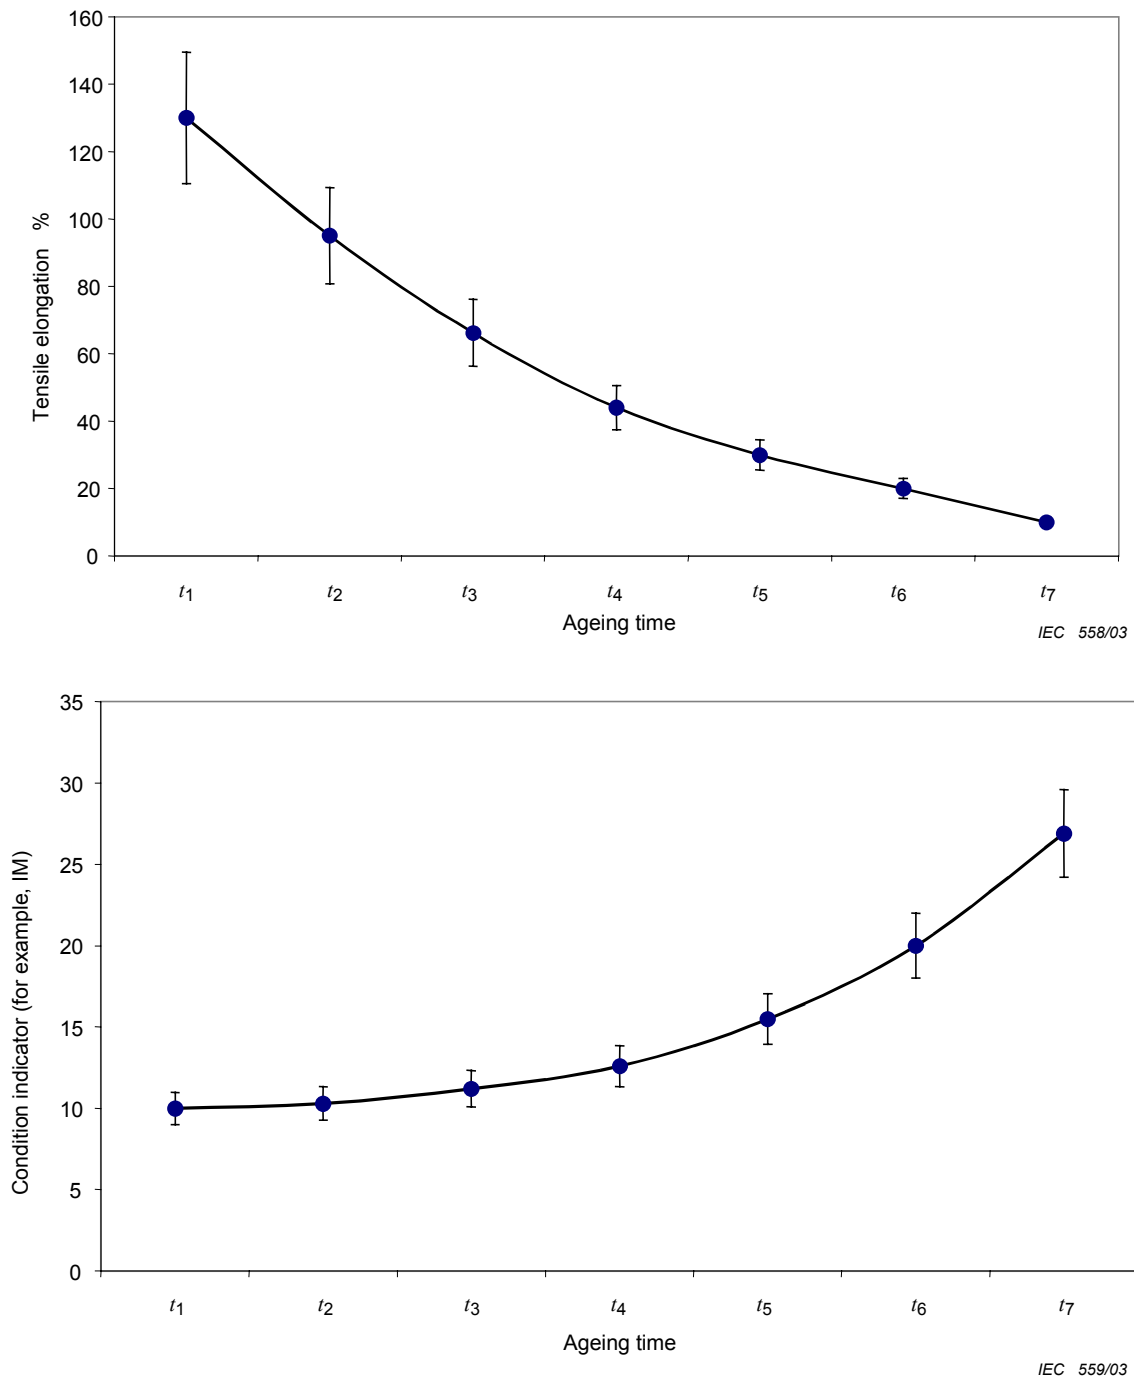 160
140
120
100
80
60
40
20
0
Tensile elongation %
t1 t2 t3 t4 t5 t6 t7
Ageing time
IEC 558/03
35
30
25
20
15
10
5
0
Condition indicator (for example, IM)
t1 t2 t3 t4 t5 t6 t7
Ageing time
IEC 559/03